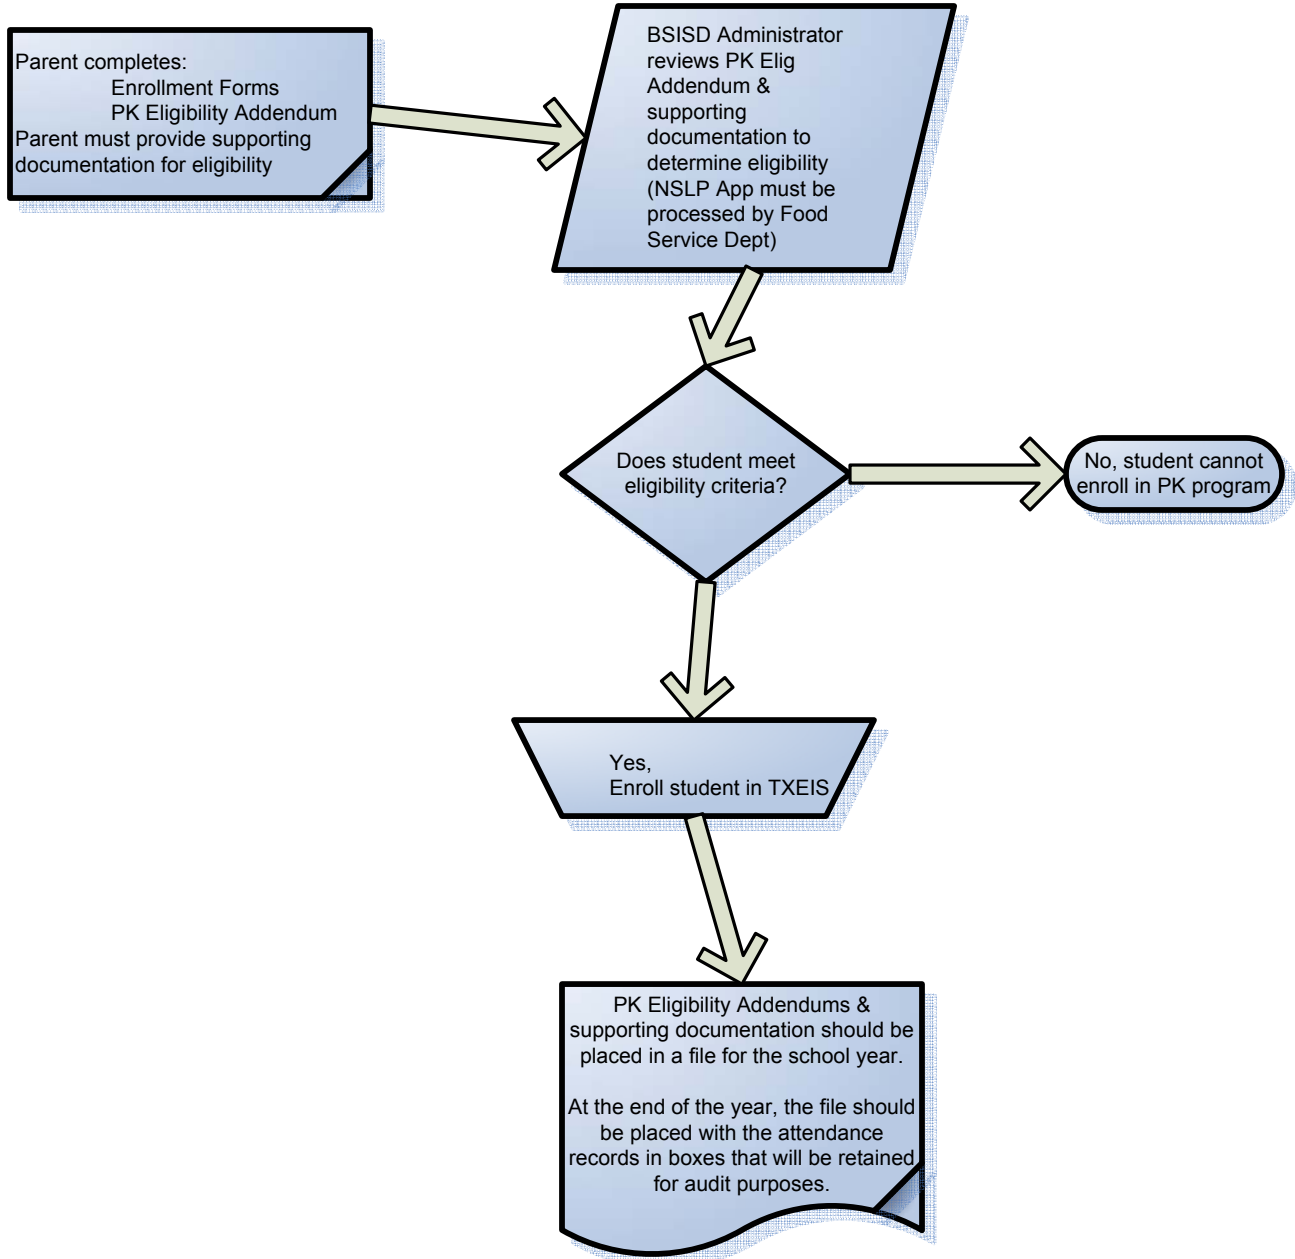 Parent completes:
Enrollment Forms
PK Eligibility Addendum
Parent must provide supporting
documentation for eligibility
BSISD Administrator
reviews PK Elig
Addendum &
supporting
documentation to
determine eligibility
(NSLP App must be
processed by Food
Service Dept)
Does student meet
eligibility criteria?
No, student cannot
enroll in PK program
Yes,
Enroll student in TXEIS
PK Eligibility Addendums &
supporting documentation should be
placed in a file for the school year.
At the end of the year, the file should
be placed with the attendance
records in boxes that will be retained
for audit purposes.